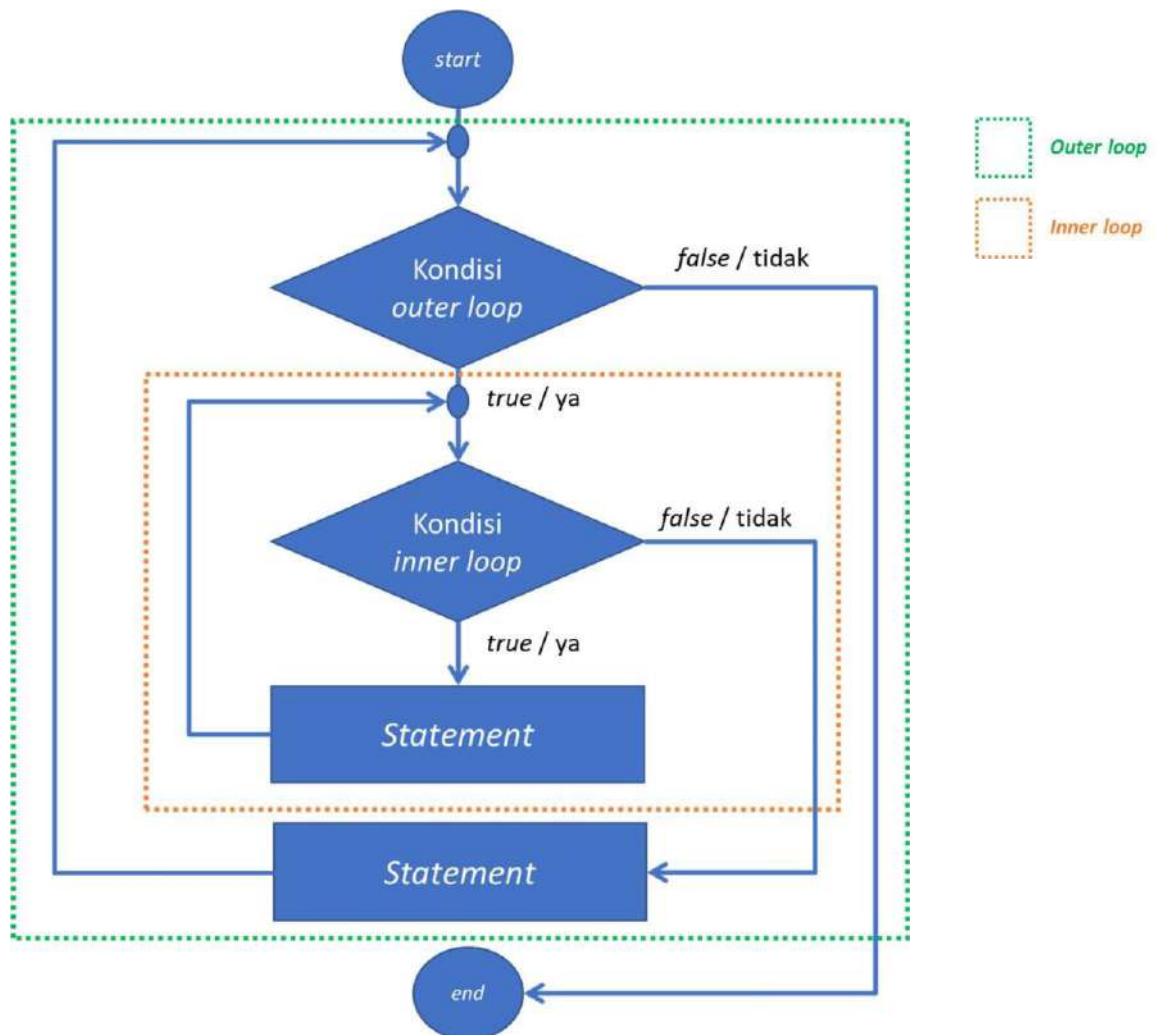 start
Outer loop
Inner loop
Kondisi
outer loop
false / tidak
true / ya
Kondisi
inner loop
false / tidak
true / ya
Statement
Statement
end